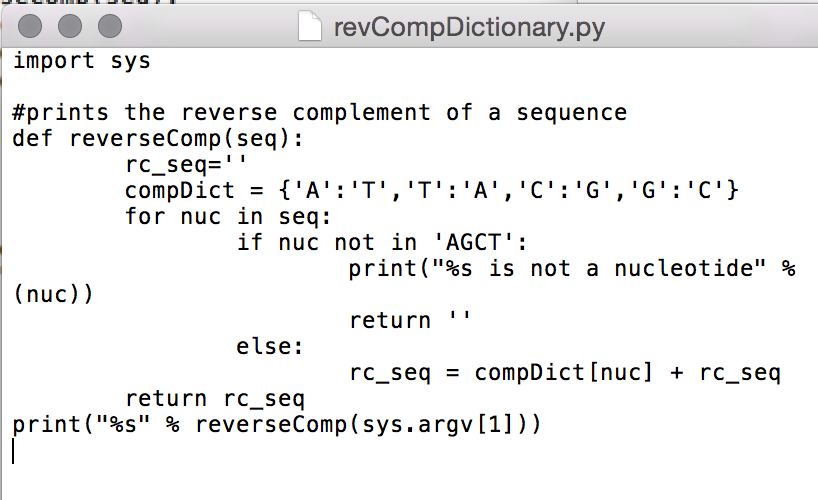 revCompDictionary.py
import sys
#prints the reverse complement of a sequence
def reverseComp(seq):
        rc_seq=''
        compDict = {'A':'T','T':'A','C':'G','G':'C'}
        for nuc in seq:
                if nuc not in 'AGCT':
                        print("%s is not a nucleotide" %
(nuc))
                        return ''
                else:
                        rc_seq = compDict[nuc] + rc_seq
        return rc_seq
print("%s" % reverseComp(sys.argv[1]))